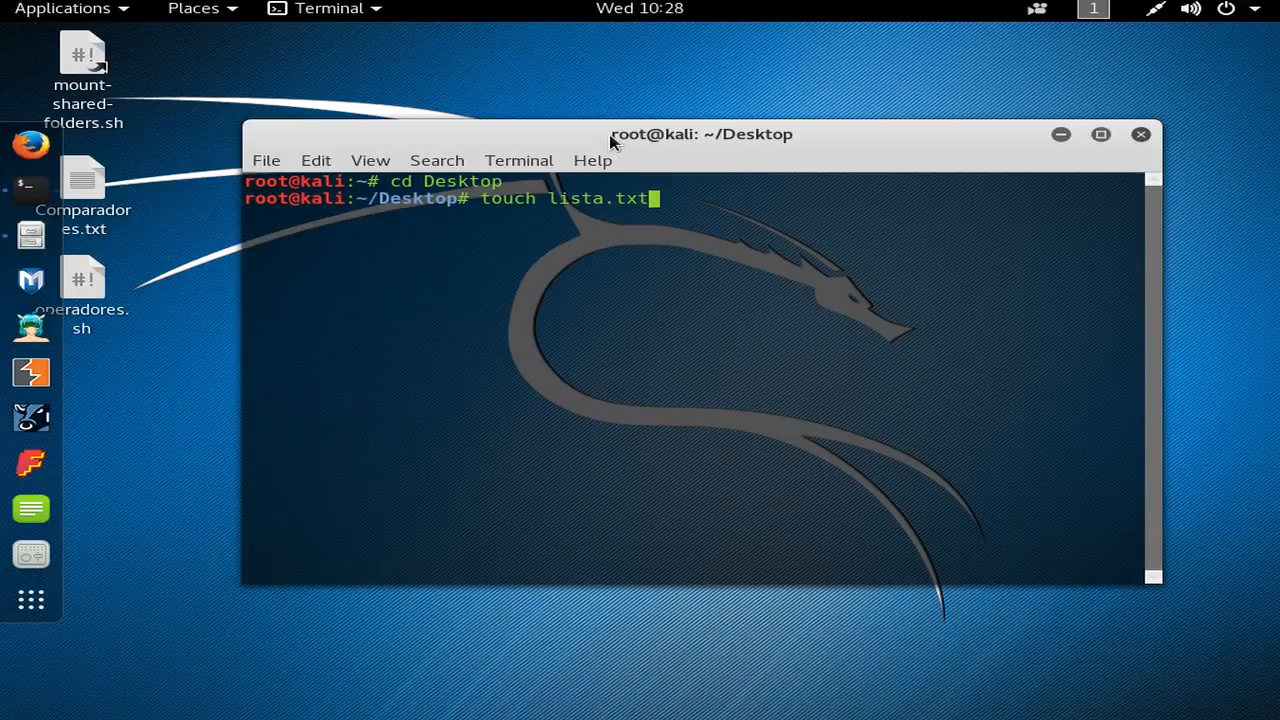 Applications Places Terminal Wed 10:28 1
#!
mount-
shared-
folders.sh
Comparador
es.txt
#!
operadores.
sh
root@kali: ~/Desktop
File Edit View Search Terminal Help
root@kali:~# cd Desktop
root@kali:~/Desktop# touch lista.txt